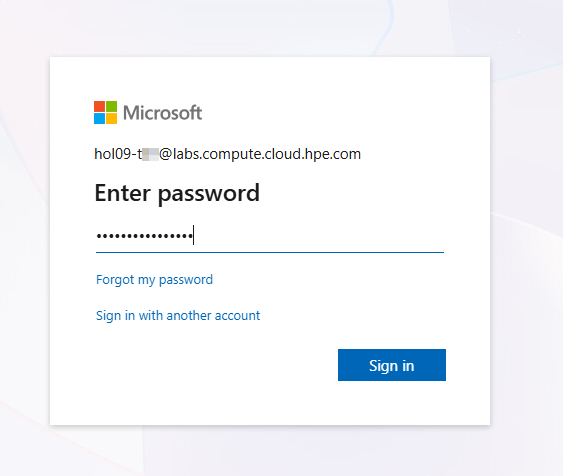 Microsoft
hol09-t@labs.compute.cloud.hpe.com
Enter password
••••••••••••••••
Forgot my password
Sign in with another account
Sign in